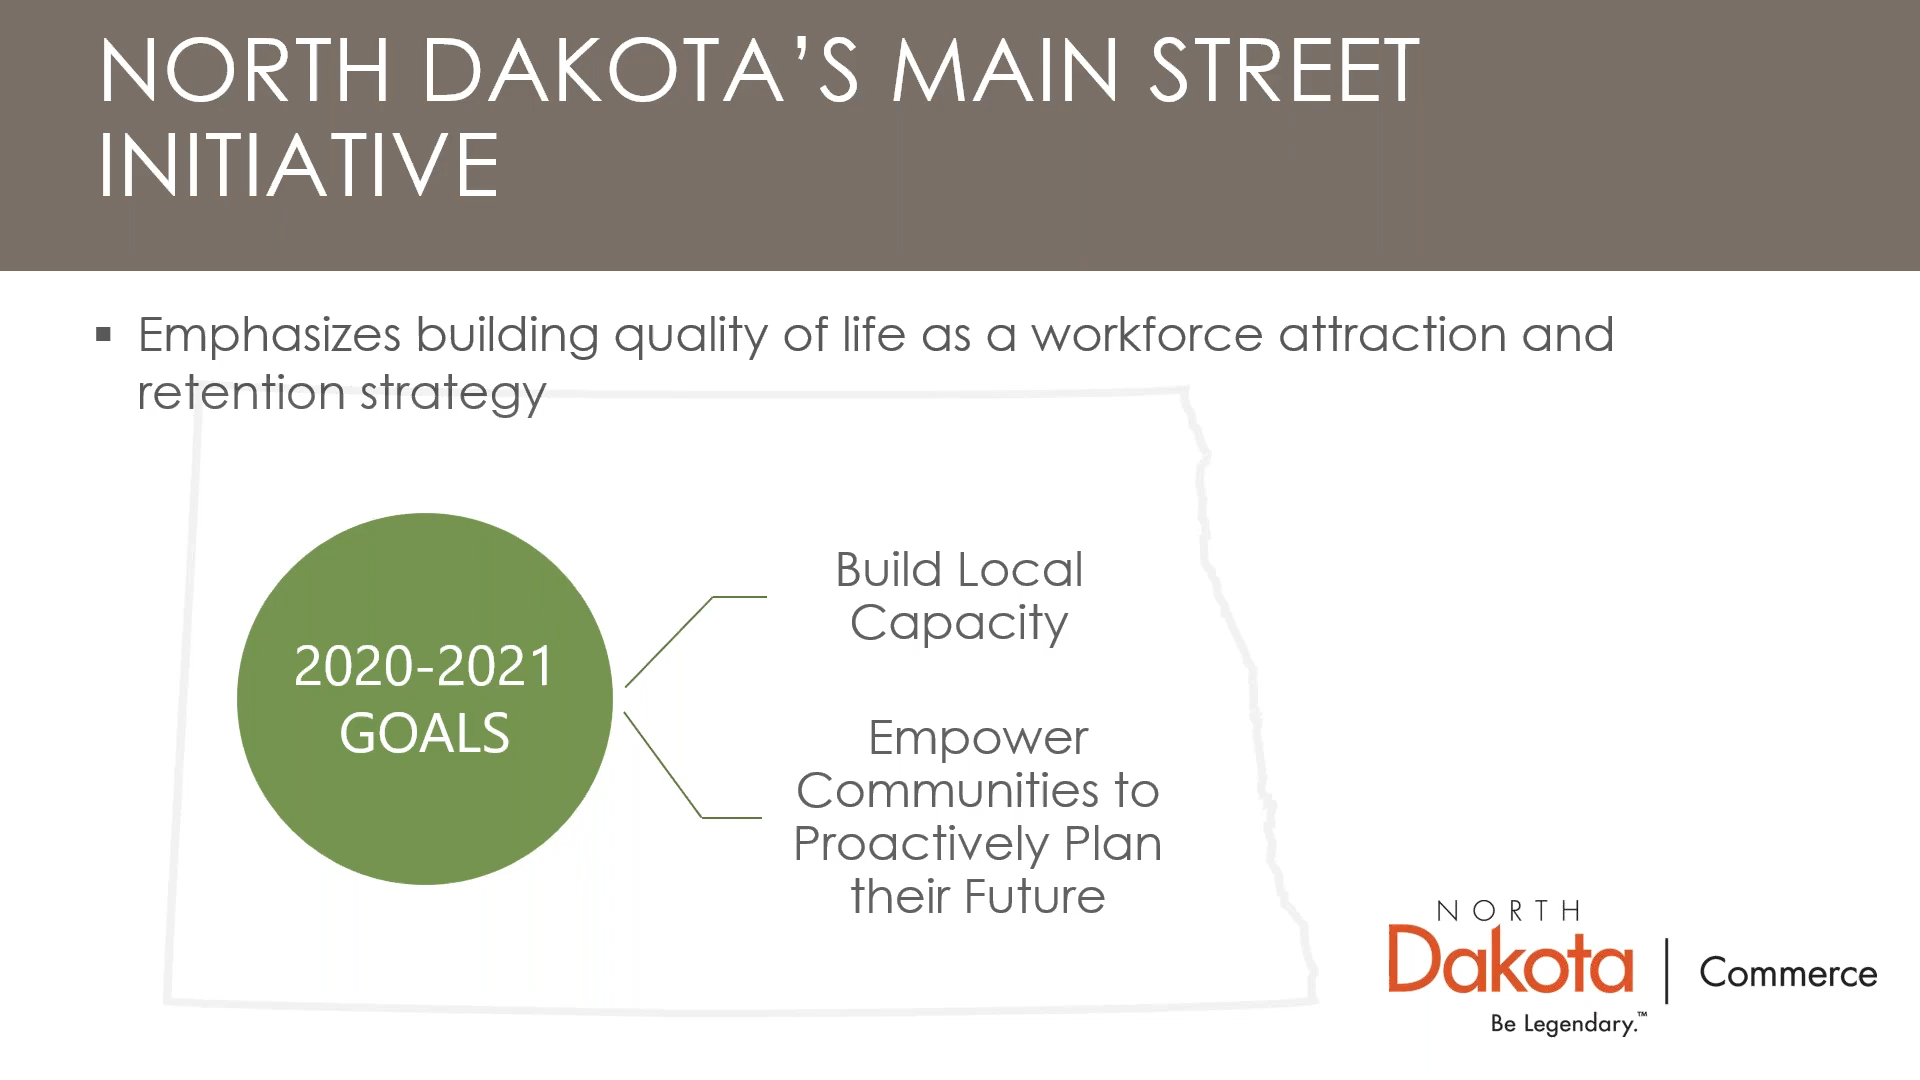 NORTH DAKOTA’S MAIN STREET
INITIATIVE
▪ Emphasizes building quality of life as a workforce attraction and
retention strategy
2020-2021
GOALS
Build Local
Capacity
Empower
Communities to
Proactively Plan
their Future
NORTH
Dakota
Be Legendary.™
Commerce